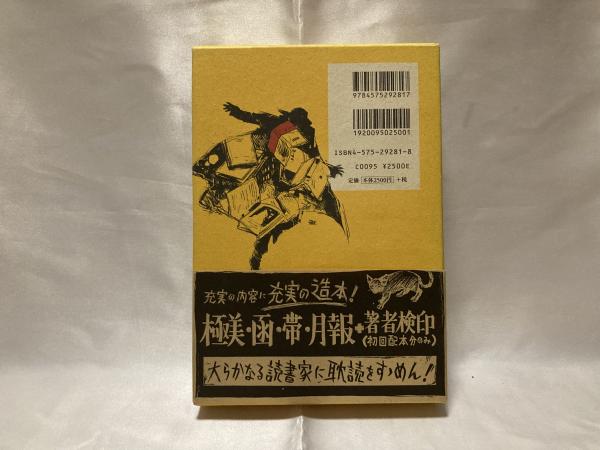 9784575292817
1920095025001
ISBN4-575-29281-8
C0095 ¥2500E
定価 本体2500円 +税
充実の内容に充実の造本!
極美・函・帯・月報+著者検印
(初回配本分のみ)
大らかなる読書家に耽読をすゝめん!